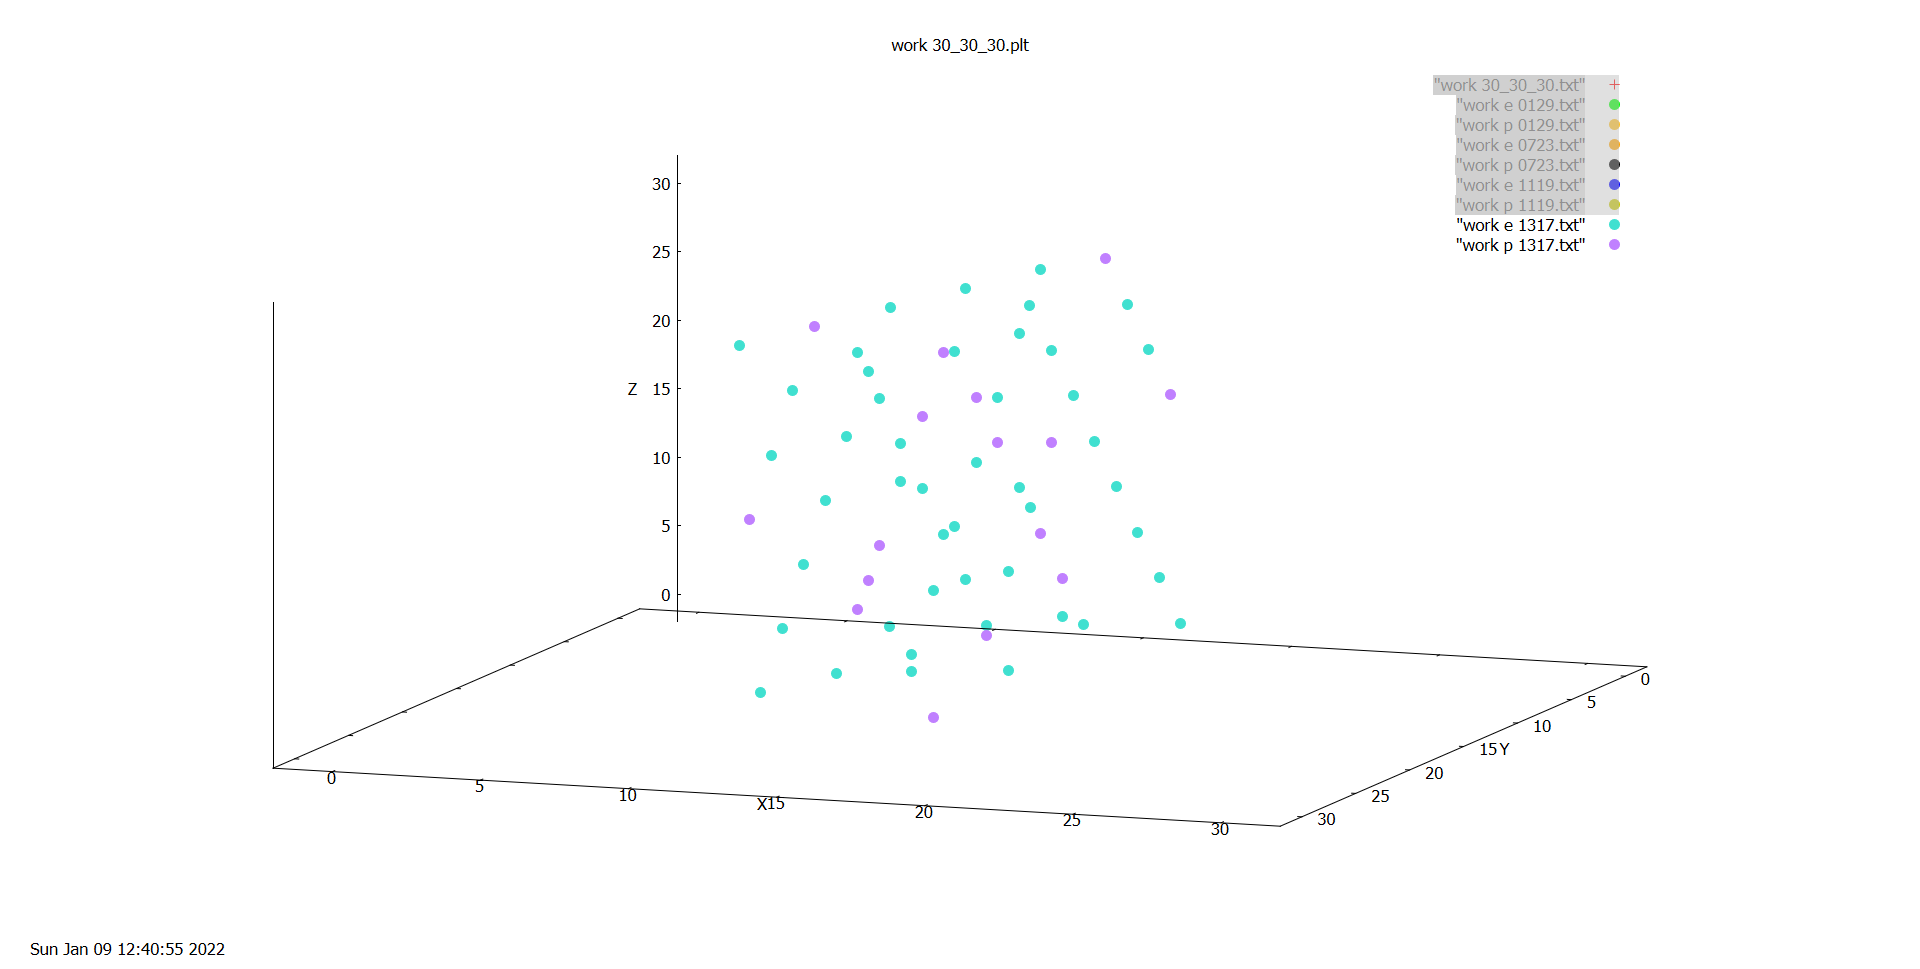 work 30_30_30.plt
"work 30_30_30.txt"
"work e 0129.txt"
"work p 0129.txt"
"work e 0723.txt"
"work p 0723.txt"
"work e 1119.txt"
"work p 1119.txt"
"work e 1317.txt"
"work p 1317.txt"
30
25
20
Z 15
10
5
0
0
5
10
15 Y
20
25
30
0
5
10
X 15
20
25
30
Sun Jan 09 12:40:55 2022